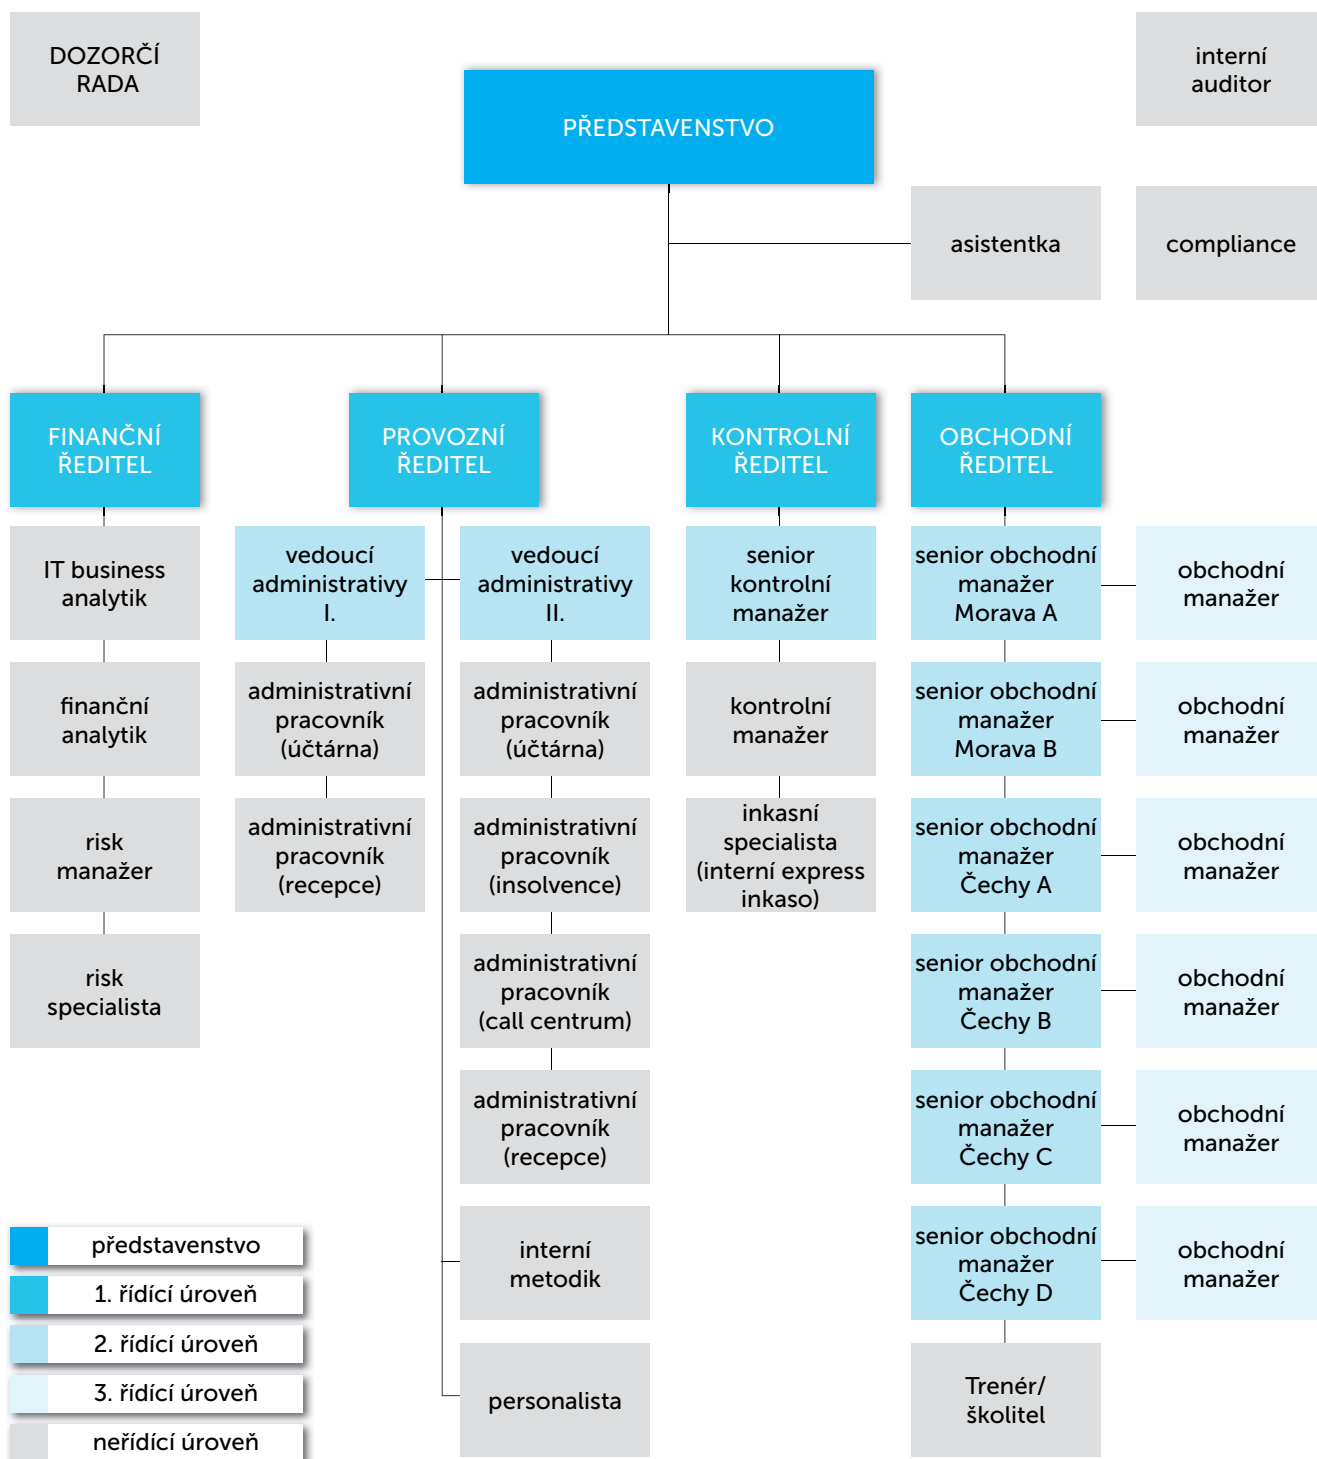 DOZORČÍ
RADA
interní
auditor
PŘEDSTAVENSTVO
asistentka
compliance
FINANČNÍ
ŘEDITEL
PROVOZNÍ
ŘEDITEL
KONTROLNÍ
ŘEDITEL
OBCHODNÍ
ŘEDITEL
IT business
analytik
vedoucí
administrativy
I.
vedoucí
administrativy
II.
senior
kontrolní
manažer
senior obchodní
manažer
Morava A
obchodní
manažer
finanční
analytik
administrativní
pracovník
(účtárna)
administrativní
pracovník
(účtárna)
kontrolní
manažer
senior obchodní
manažer
Morava B
obchodní
manažer
risk
manažer
administrativní
pracovník
(recepce)
administrativní
pracovník
(insolvence)
inkasní
specialista
(interní express
inkaso)
senior obchodní
manažer
Čechy A
obchodní
manažer
risk
specialista
administrativní
pracovník
(call centrum)
senior obchodní
manažer
Čechy B
obchodní
manažer
administrativní
pracovník
(recepce)
senior obchodní
manažer
Čechy C
obchodní
manažer
interní
metodik
senior obchodní
manažer
Čechy D
obchodní
manažer
personalista
Trenér/
školitel
představenstvo
1. řídící úroveň
2. řídící úroveň
3. řídící úroveň
neřídící úroveň